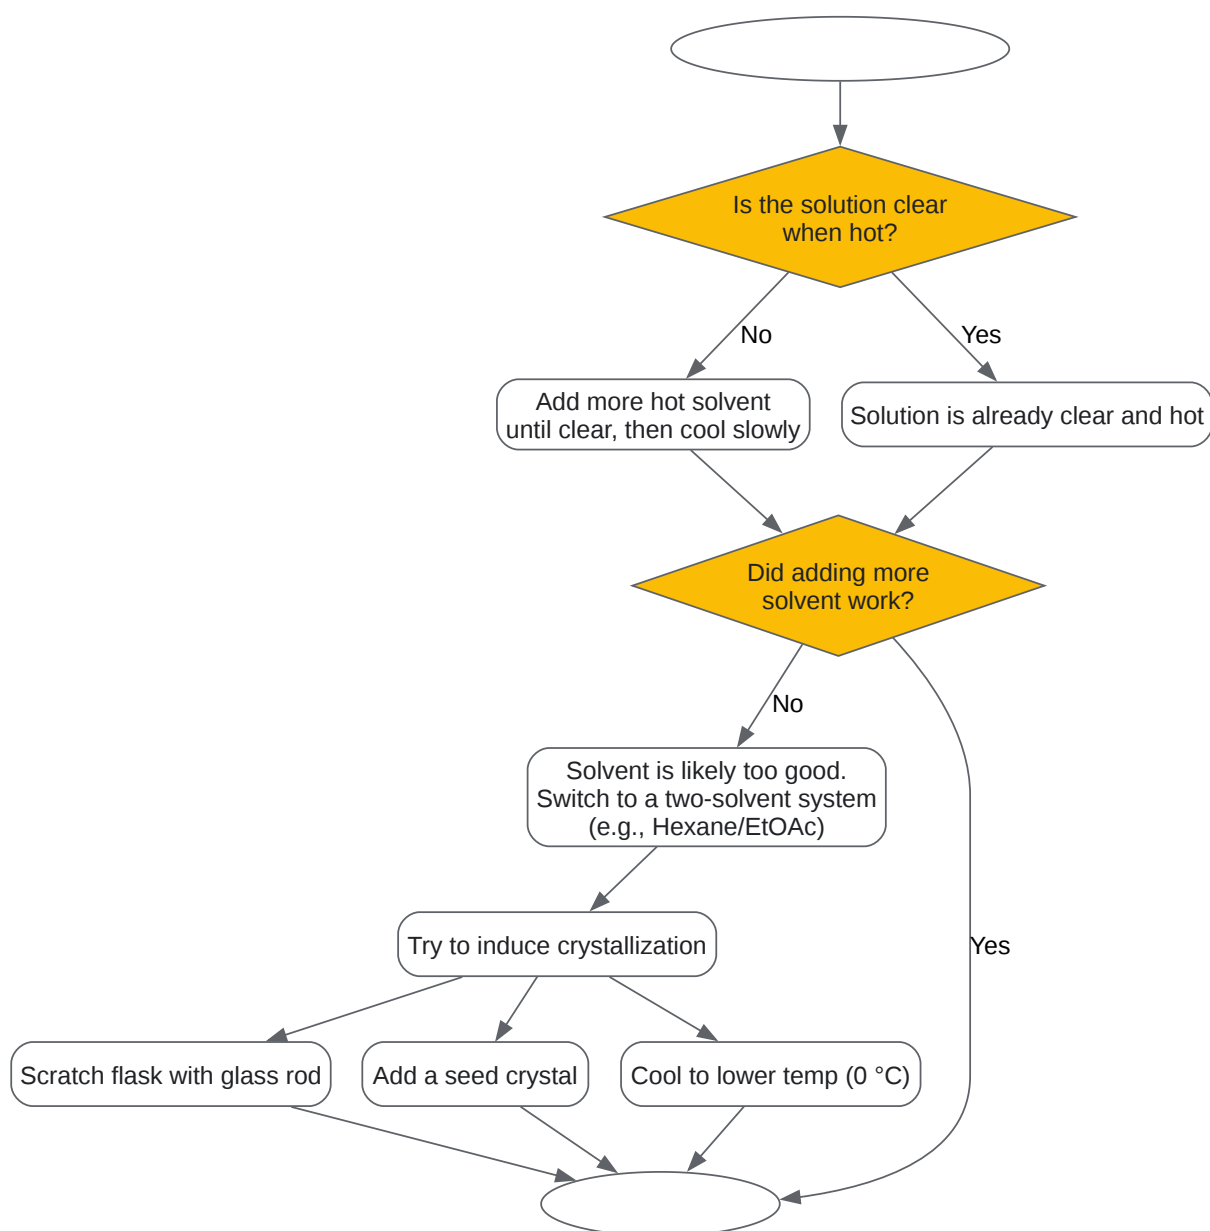 Is the solution clear
when hot?
No
Yes
Add more hot solvent
until clear, then cool slowly
Solution is already clear and hot
Did adding more
solvent work?
No
Solvent is likely too good.
Switch to a two-solvent system
(e.g., Hexane/EtOAc)
Try to induce crystallization
Yes
Scratch flask with glass rod
Add a seed crystal
Cool to lower temp (0 °C)